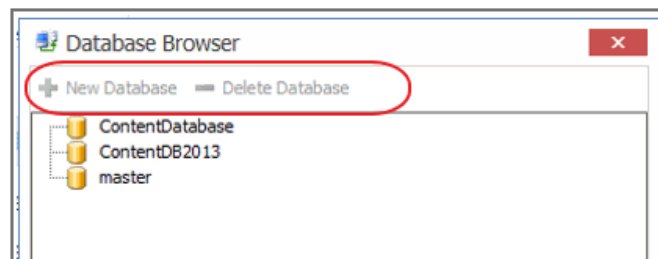 Database Browser
New Database Delete Database
ContentDatabase
ContentDB2013
master